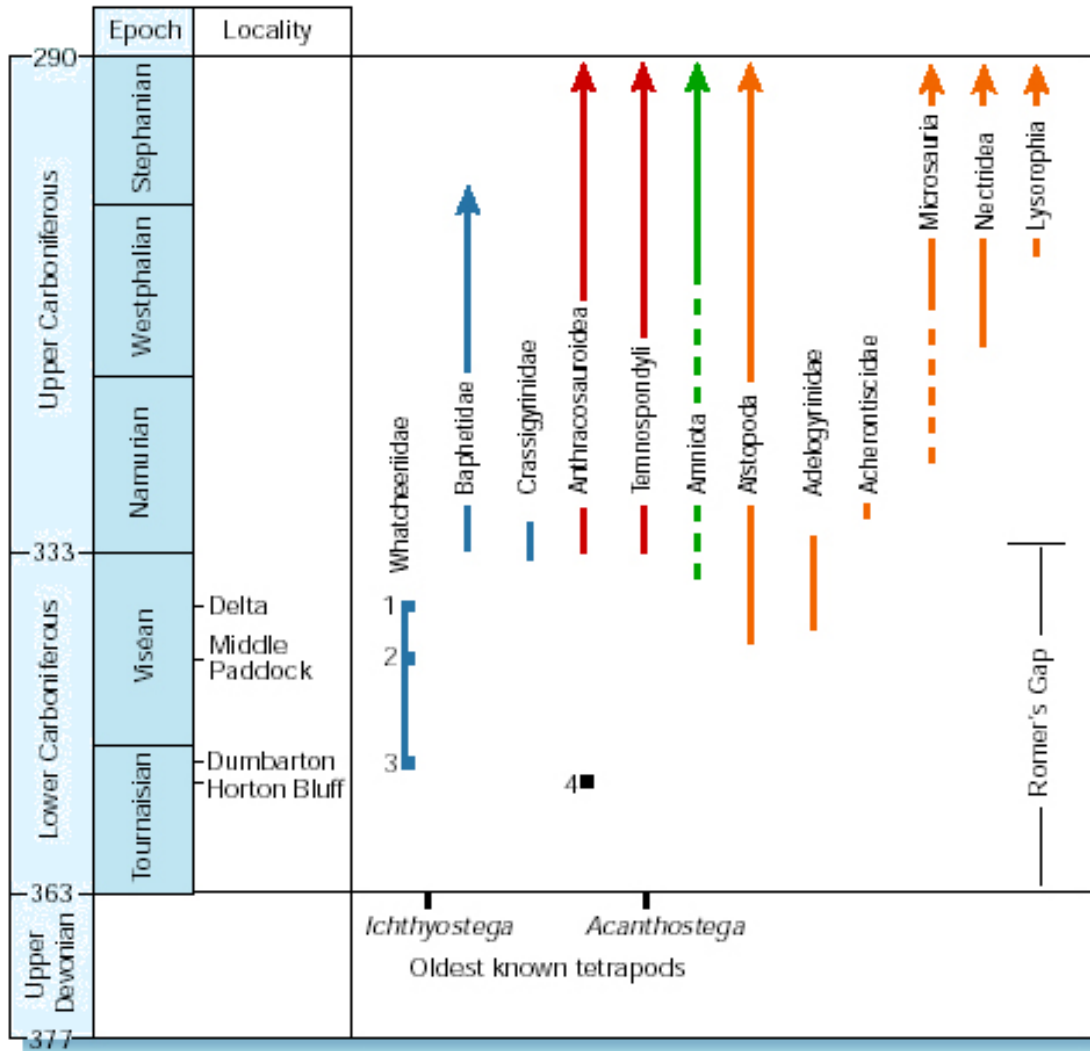 Epoch
Locality
290
333
363
377
Upper Carboniferous
Lower Carboniferous
Upper
Devonian
Stephanian
Westphalian
Namurian
Viséan
Tournaisian
Delta
Middle
Paddock
Dumbarton
Horton Bluff
Whatcheeriidae
1
2
3
Baphetidae
Crassigyrinidae
Anthracosauroidea
4
Temnospondyli
Amniota
Aïstopoda
Adelogyrinidae
Acherontiscidae
Microsauria
Nectridea
Lysorophia
Romer's Gap
Ichthyostega
Acanthostega
Oldest known tetrapods